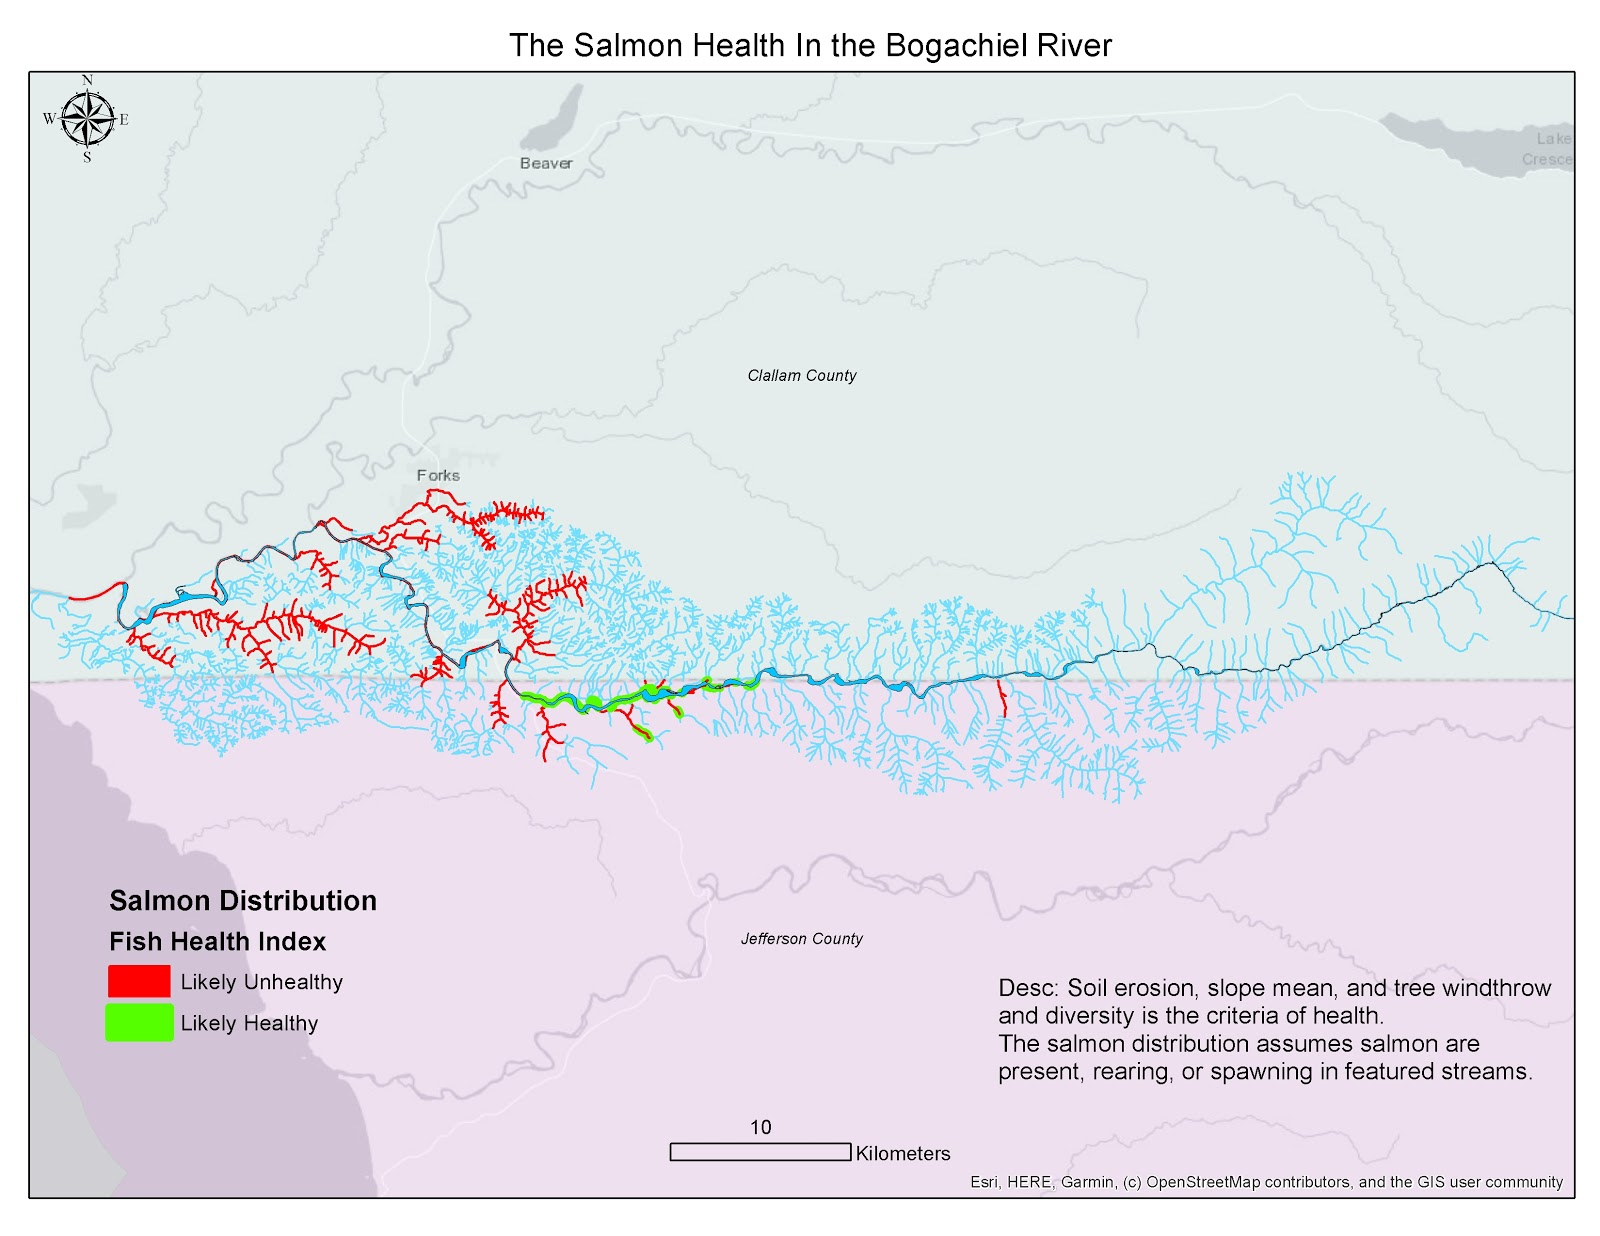 The Salmon Health In the Bogachiel River
N
W E
S
Beaver
Lake
Cresce
Clallam County
Forks
Jefferson County
Salmon Distribution
Fish Health Index
Likely Unhealthy
Likely Healthy
Desc: Soil erosion, slope mean, and tree windthrow
and diversity is the criteria of health.
The salmon distribution assumes salmon are
present, rearing, or spawning in featured streams.
10
Kilometers
Esri, HERE, Garmin, (c) OpenStreetMap contributors, and the GIS user community